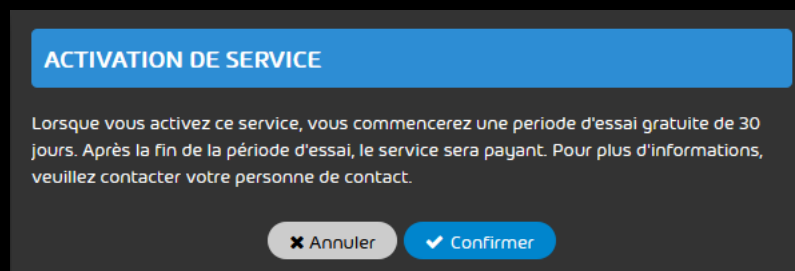 ACTIVATION DE SERVICE
Lorsque vous activez ce service, vous commencerez une periode d'essai gratuite de 30
jours. Après la fin de la période d'essai, le service sera payant. Pour plus d'informations,
veuillez contacter votre personne de contact.
Annuler Confirmer